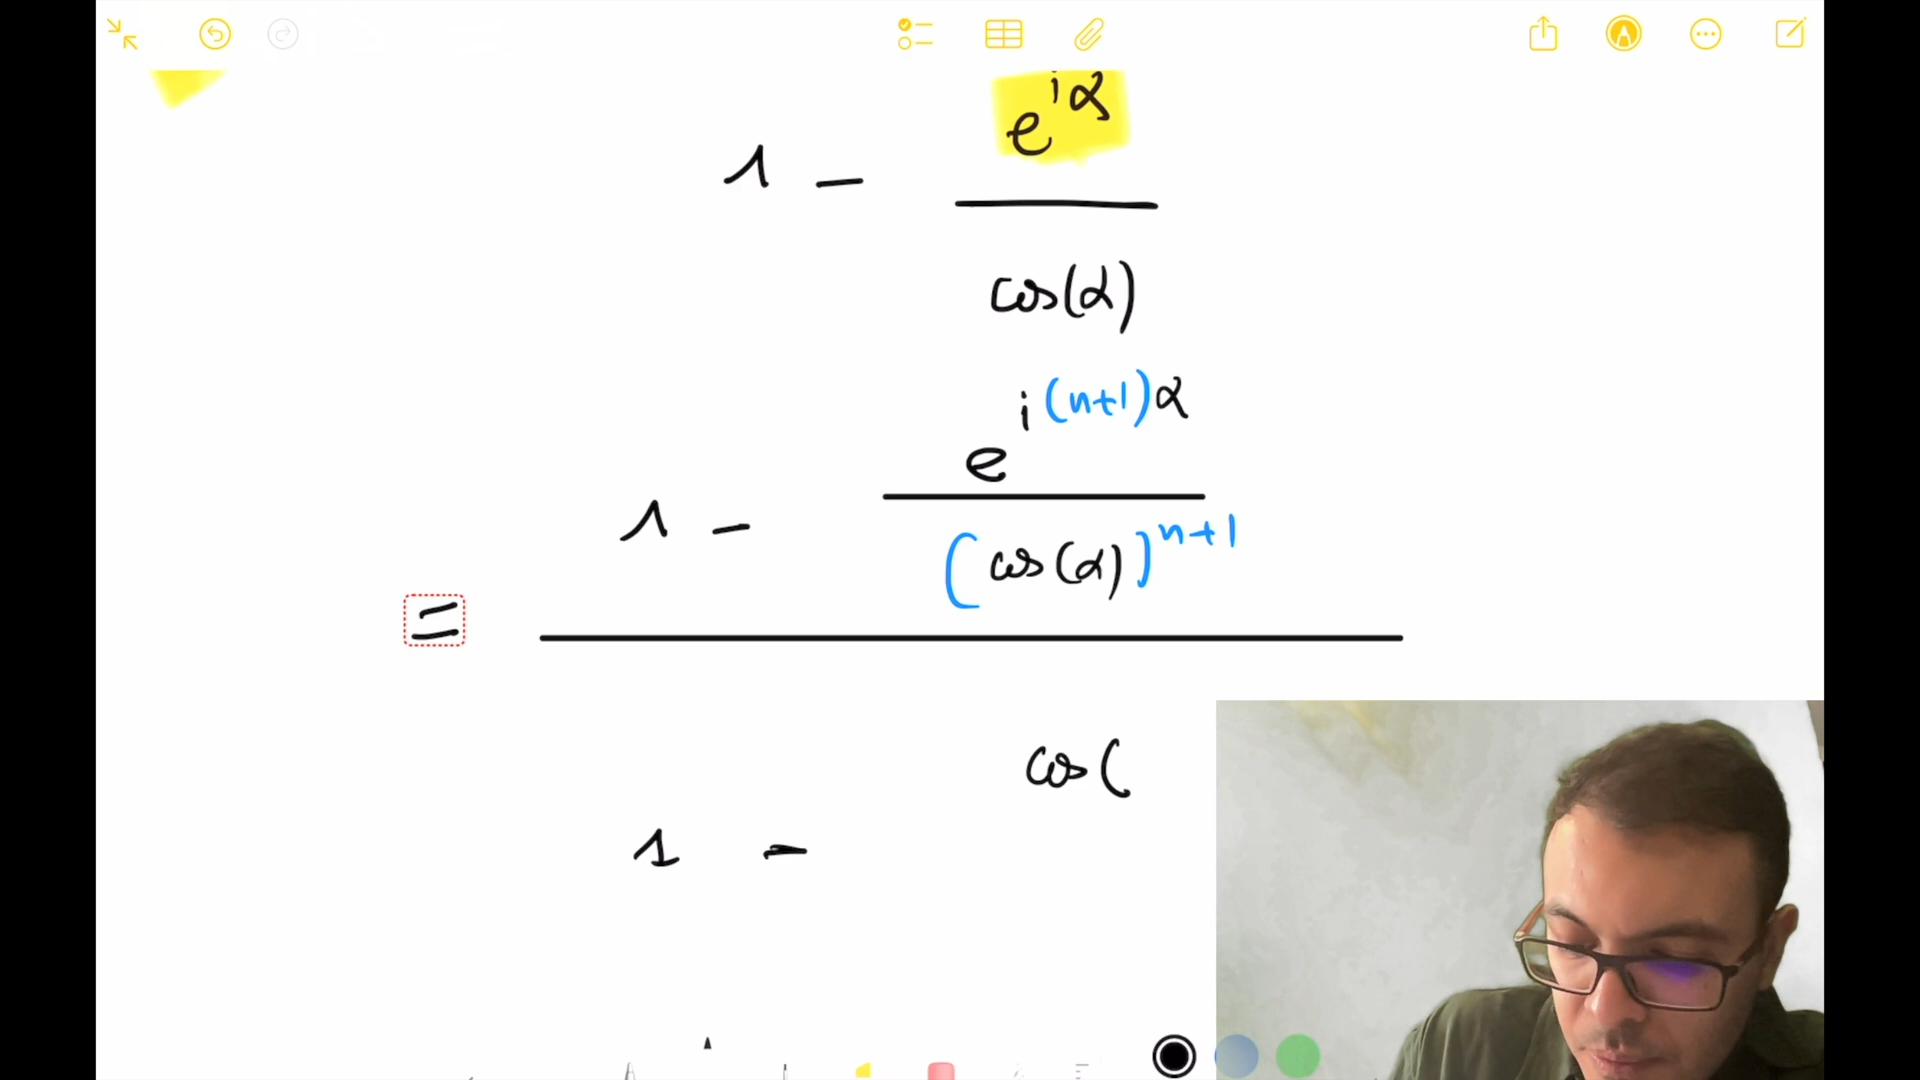 e^{iα}
1 - ———
cos(α)
e^{i(n+1)α}
1 - ———
(cos(α))^{n+1}
= ———
cos(
1 -